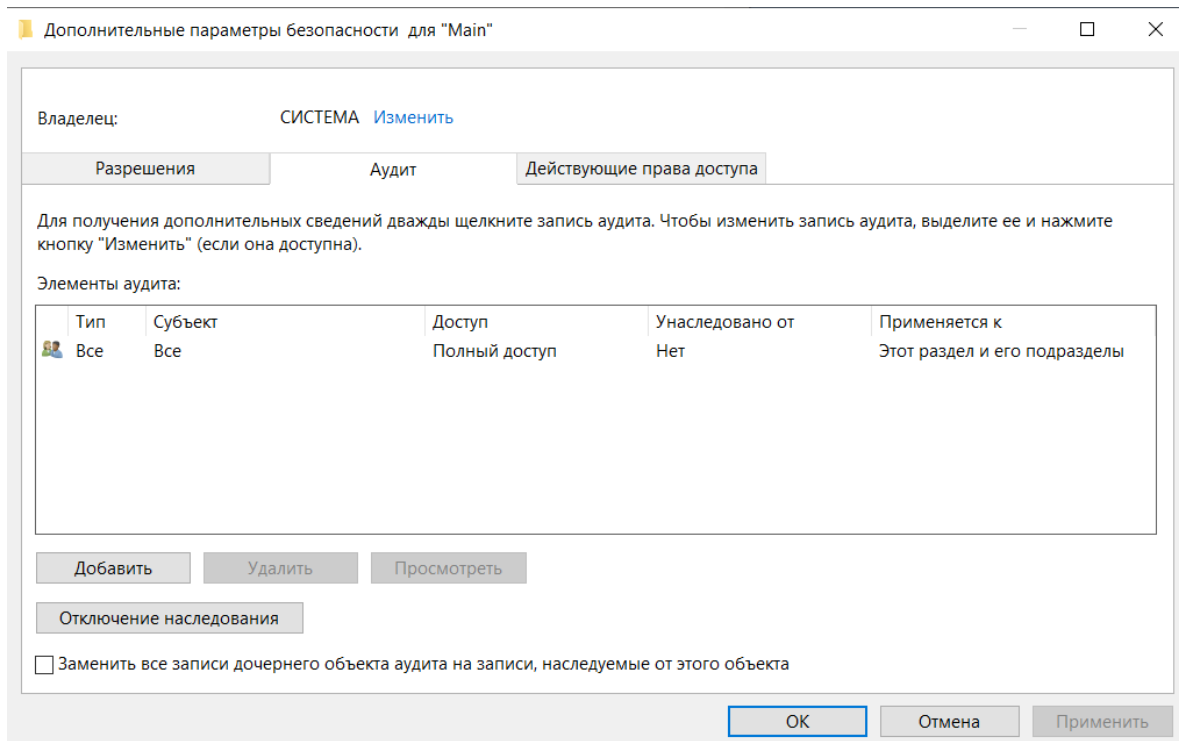 Дополнительные параметры безопасности для "Main"
Владелец: СИСТЕМА Изменить
Разрешения Аудит Действующие права доступа
Для получения дополнительных сведений дважды щелкните запись аудита. Чтобы изменить запись аудита, выделите ее и нажмите
кнопку "Изменить" (если она доступна).
Элементы аудита:
Тип Субъект Доступ Унаследовано от Применяется к
Все Все Полный доступ Нет Этот раздел и его подразделы
Добавить Удалить Просмотреть
Отключение наследования
Заменить все записи дочернего объекта аудита на записи, наследуемые от этого объекта
ОК Отмена Применить